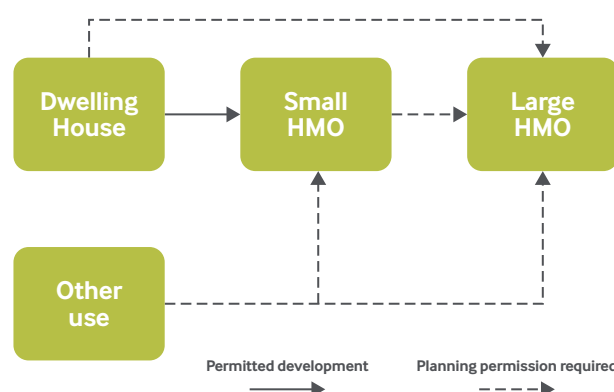 Dwelling
House
Small
HMO
Large
HMO
Other
use
Permitted development
Planning permission required